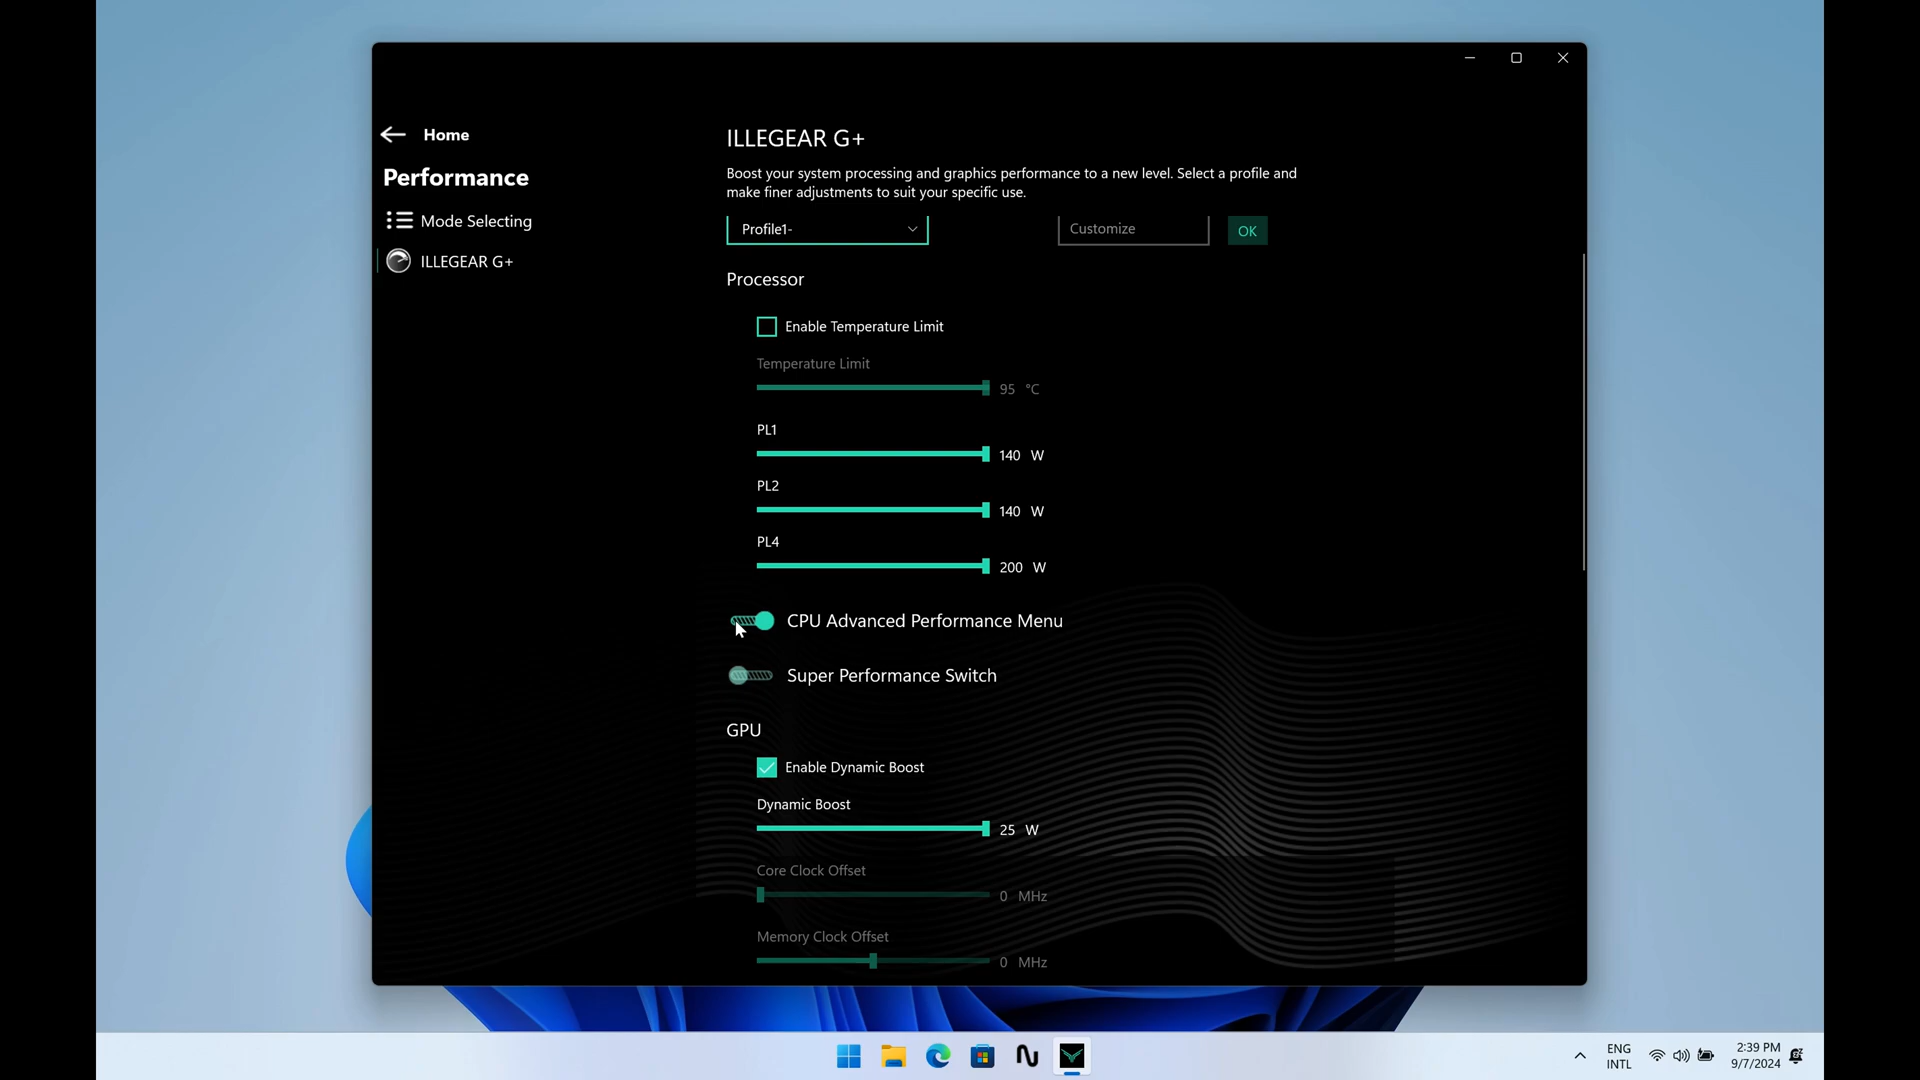 Home
Performance
Mode Selecting
ILLEGEAR G+
ILLEGEAR G+
Boost your system processing and graphics performance to a new level. Select a profile and
make finer adjustments to suit your specific use.
Profile1-
Customize
OK
Processor
Enable Temperature Limit
Temperature Limit
95 °C
PL1
140 W
PL2
140 W
PL4
200 W
CPU Advanced Performance Menu
Super Performance Switch
GPU
Enable Dynamic Boost
Dynamic Boost
25 W
Core Clock Offset
0 MHz
Memory Clock Offset
0 MHz
ENG
INTL
2:39 PM
9/7/2024